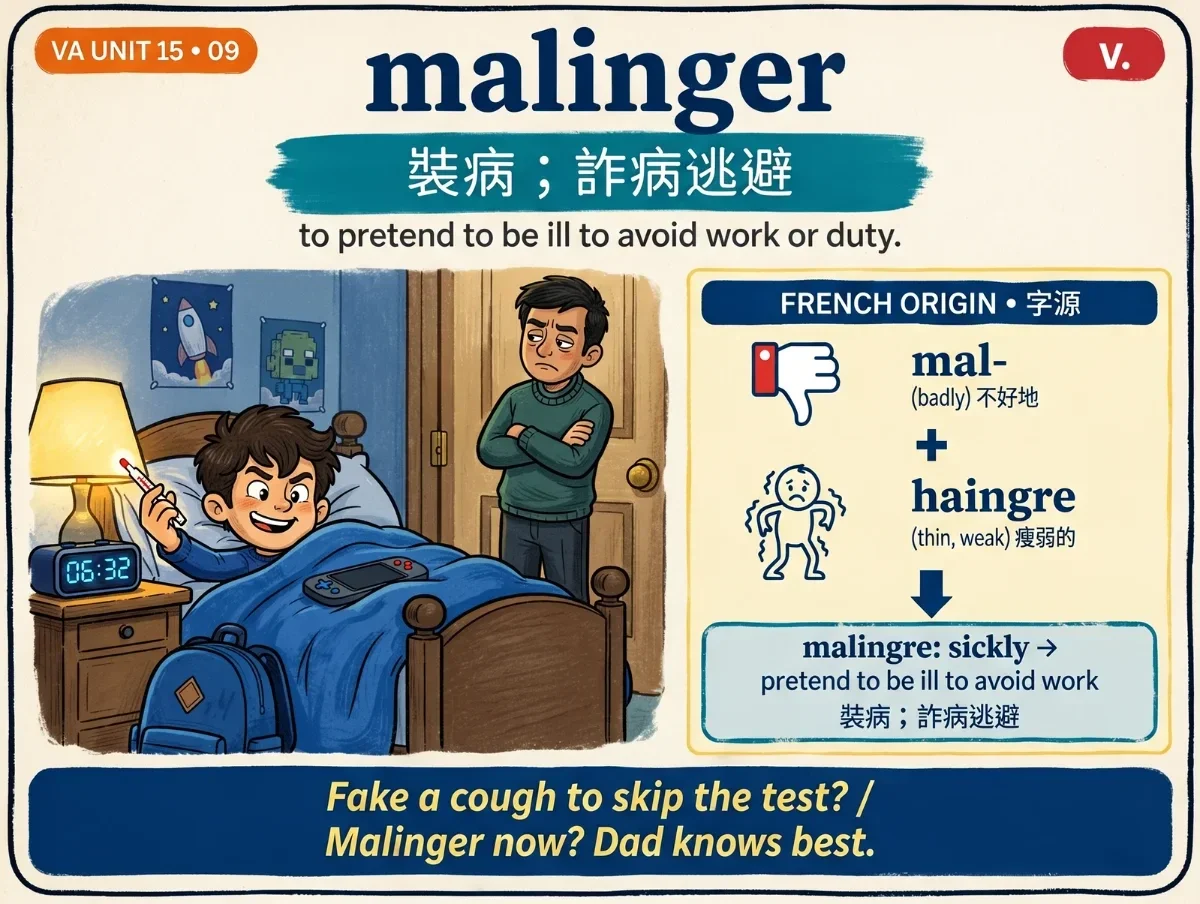 VA UNIT 15 • 09
V.
malinger
裝病；詐病逃避
to pretend to be ill to avoid work or duty.
FRENCH ORIGIN • 字源
mal-
(badly) 不好地
+
haingre
(thin, weak) 瘦弱的
malingre: sickly →
pretend to be ill to avoid work
裝病；詐病逃避
06:32
Fake a cough to skip the test? /
Malinger now? Dad knows best.